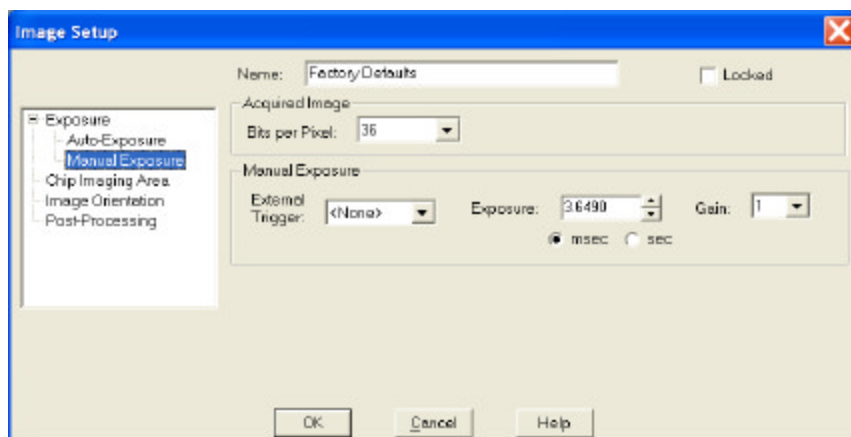 Image Setup
Name: Factory Defaults
Locked
Exposure
Auto-Exposure
Manual Exposure
Chip Imaging Area
Image Orientation
Post-Processing
Acquired Image
Bits per Pixel: 36
Manual Exposure
External Trigger: <None>
Exposure: 3.6490
msec sec
Gain: 1
OK Cancel Help